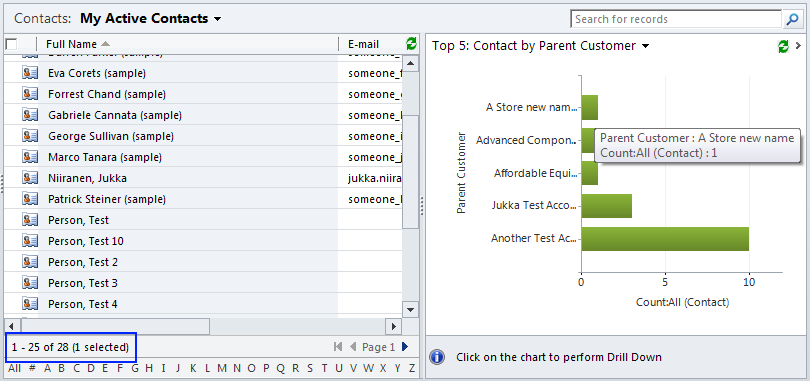 Contacts: My Active Contacts
Search for records
Full Name
E-mail
Eva Corets (sample)
someone_f
Forrest Chand (sample)
Gabriele Cannata (sample)
George Sullivan (sample)
someone_i
Marco Tanara (sample)
someone_j
Niiranen, Jukka
jukka.niira
Patrick Steiner (sample)
Person, Test
Person, Test 10
Person, Test 2
Person, Test 3
Person, Test 4
1 - 25 of 28 (1 selected)
Page 1
All # A B C D E F G H I J K L M N O P Q R S T U V W X Y Z
Top 5: Contact by Parent Customer
Parent Customer
A Store new nam...
Advanced Compon...
Affordable Equi...
Jukka Test Acco...
Another Test Ac...
Parent Customer : A Store new name
Count:All (Contact) : 1
0 5 10
Count:All (Contact)
Click on the chart to perform Drill Down